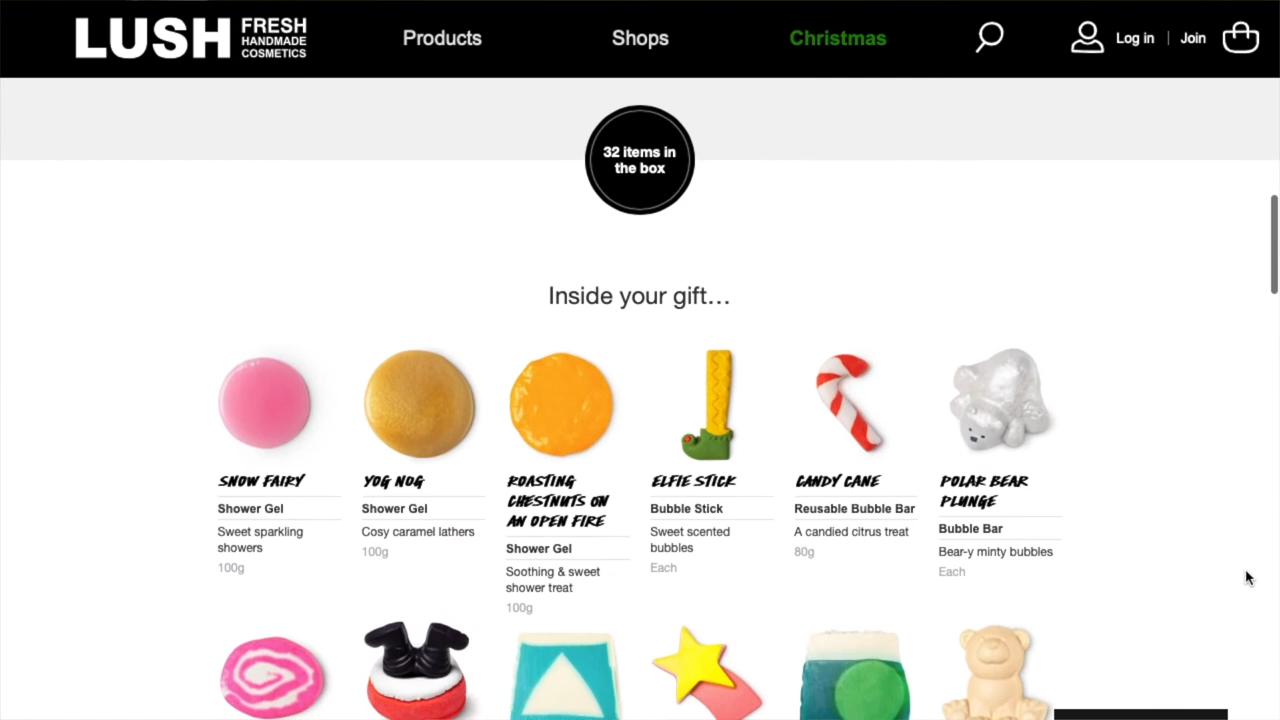 LUSH FRESH HANDMADE COSMETICS
Products
Shops
Christmas
Log in | Join
32 items in
the box
Inside your gift...
SNOW FAIRY
Shower Gel
Sweet sparkling
showers
100g
YOG NOG
Shower Gel
Cosy caramel lathers
100g
ROASTING
CHESTNUTS ON
AN OPEN FIRE
Shower Gel
Soothing & sweet
shower treat
100g
ELFIE STICK
Bubble Stick
Sweet scented
bubbles
Each
CANDY CANE
Reusable Bubble Bar
A candied citrus treat
80g
POLAR BEAR
PLUNGE
Bubble Bar
Bear-y minty bubbles
Each